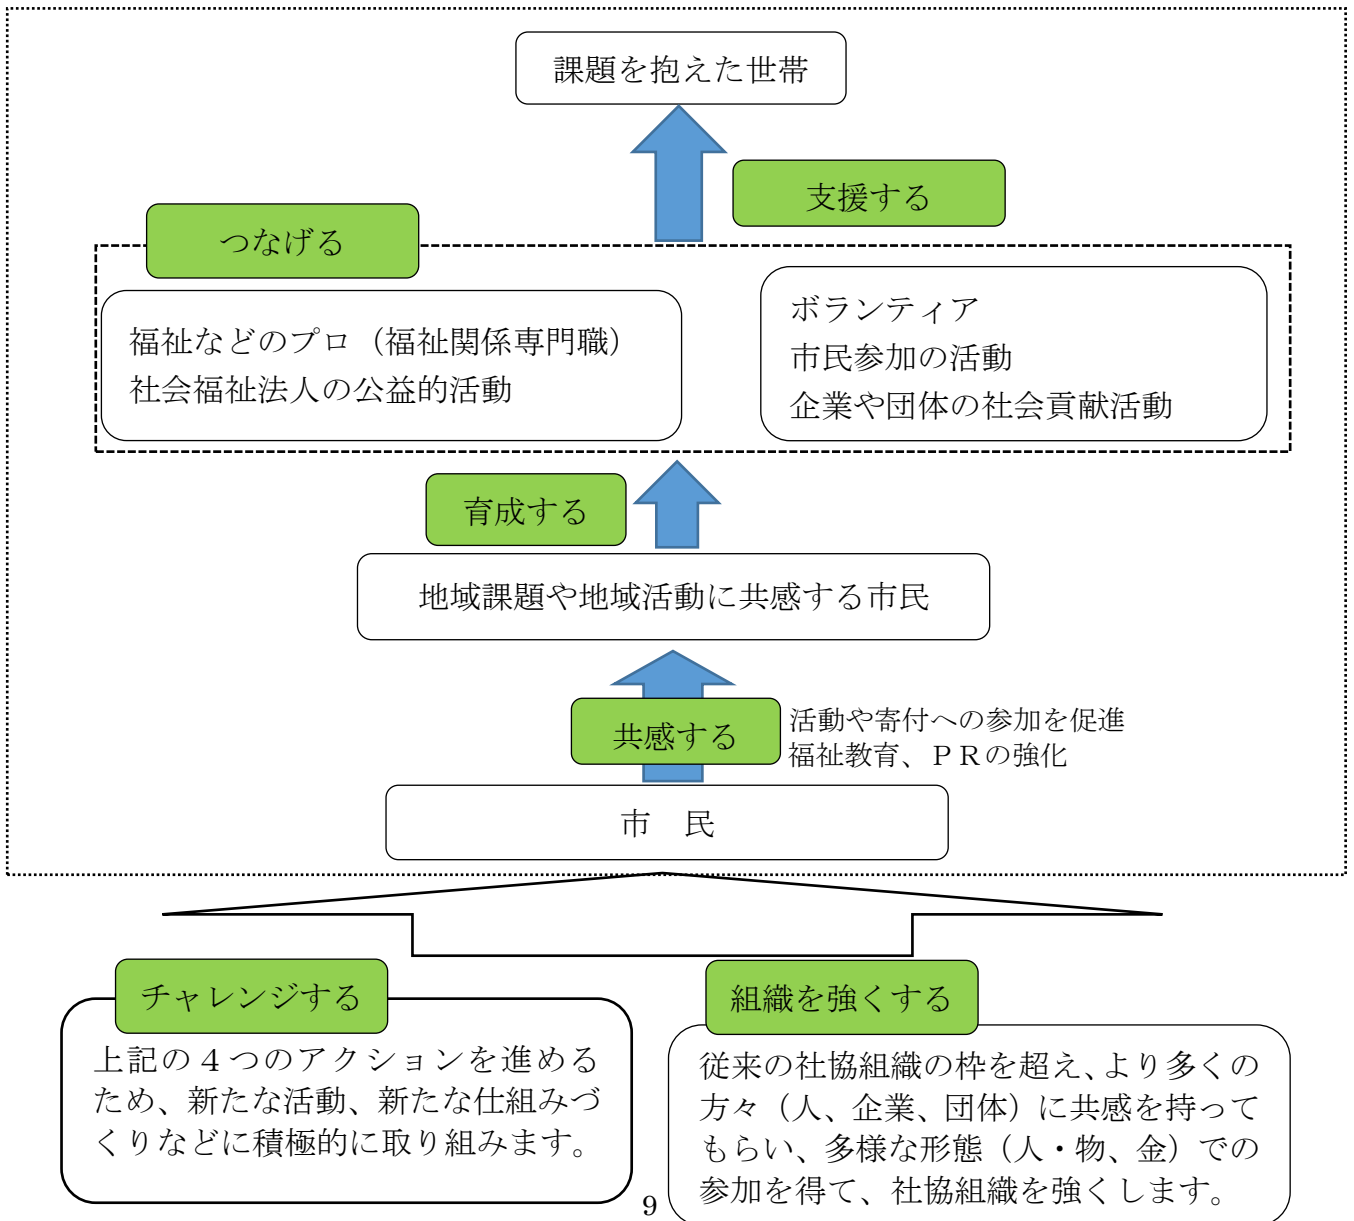 課題を抱えた世帯
支援する
つなげる
福祉などのプロ（福祉関係専門職）
社会福祉法人の公益的活動
ボランティア
市民参加の活動
企業や団体の社会貢献活動
育成する
地域課題や地域活動に共感する市民
共感する
活動や寄付への参加を促進
福祉教育、ＰＲの強化
市　民
チャレンジする
上記の４つのアクションを進める
ため、新たな活動、新たな仕組みづ
くりなどに積極的に取り組みます。
組織を強くする
従来の社協組織の枠を超え、より多くの
方々（人、企業、団体）に共感を持って
もらい、多様な形態（人・物、金）での
参加を得て、社協組織を強くします。
9